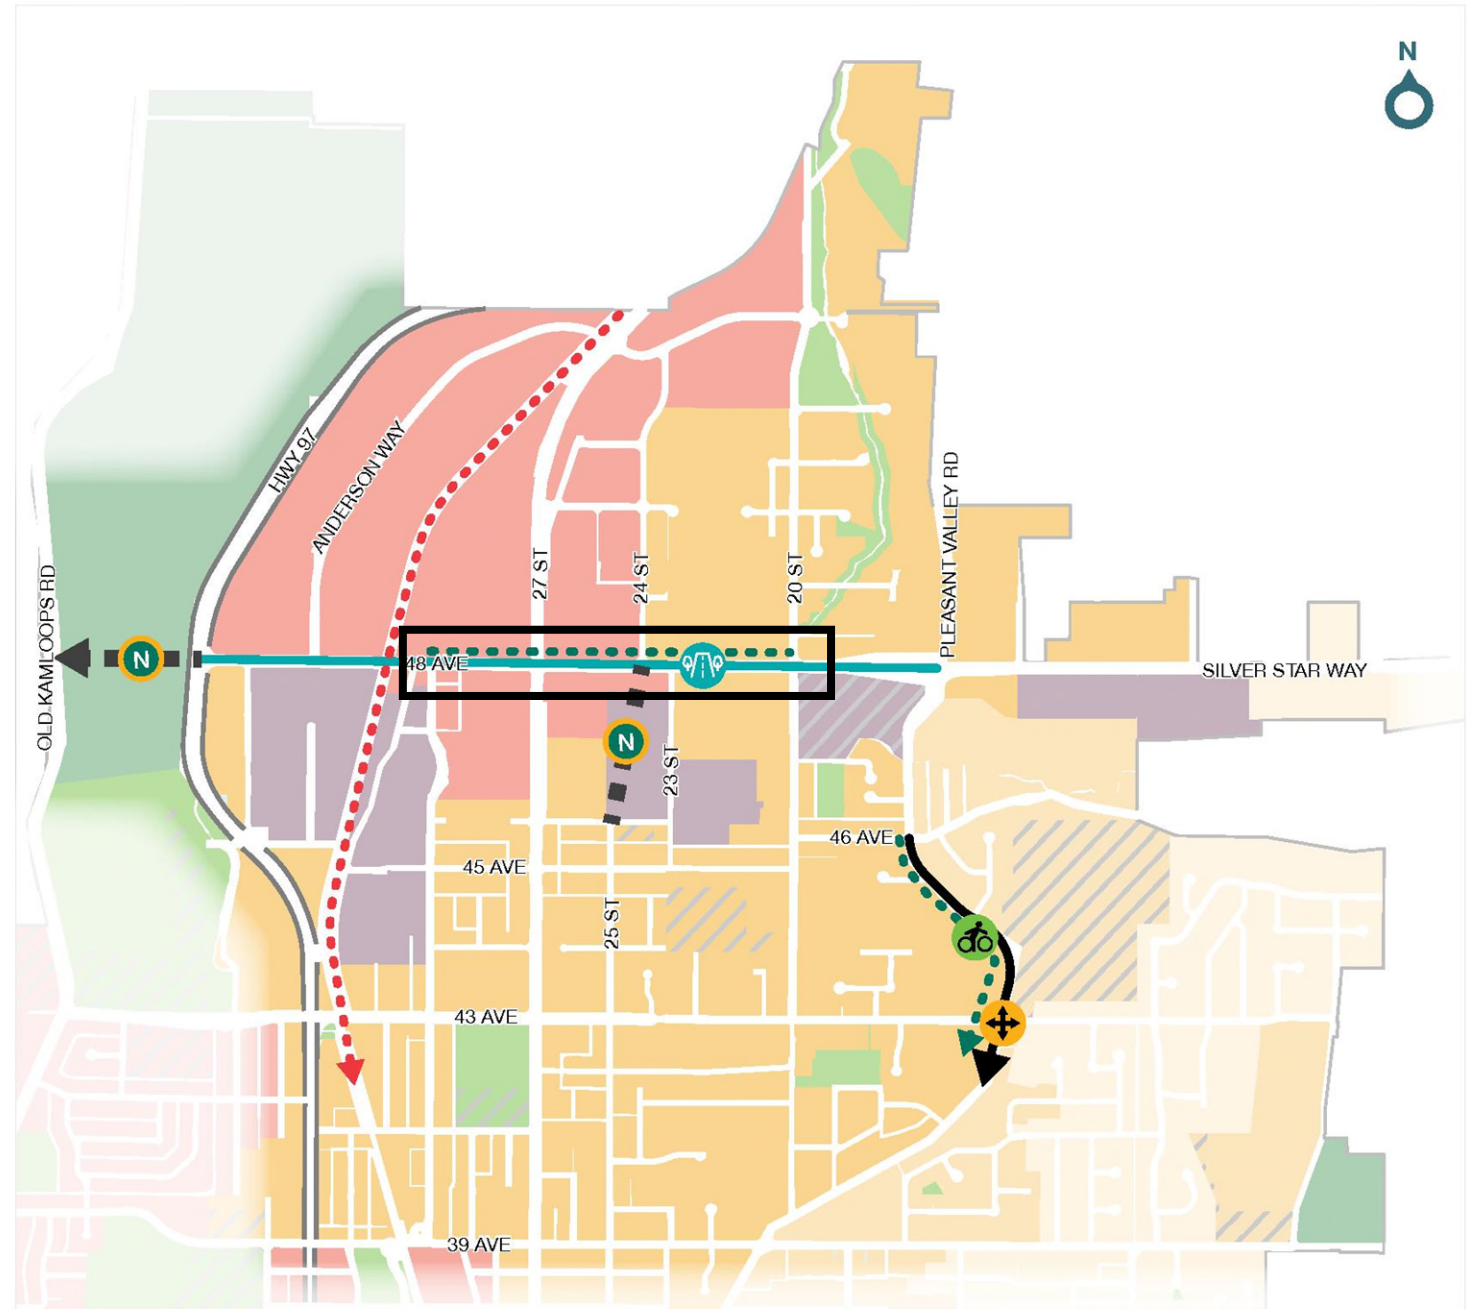 N
HWY 97
ANDERSON WAY
OLD KAMLOOPS RD
27 ST
24 ST
20 ST
PLEASANT VALLEY RD
N
48 AVE
SILVER STAR WAY
N
23 ST
46 AVE
45 AVE
25 ST
43 AVE
39 AVE